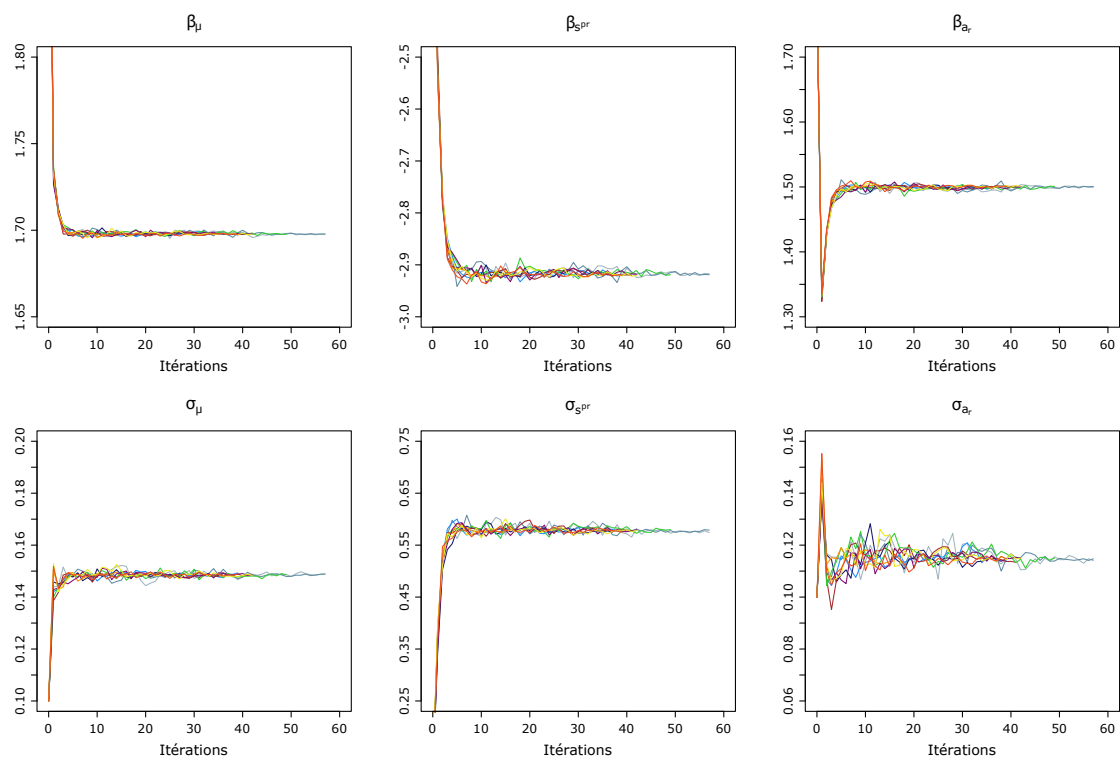 β_μ
1.80
1.75
1.70
1.65
0 10 20 30 40 50 60
Itérations
β_s^pr
-2.5
-2.6
-2.7
-2.8
-2.9
-3.0
0 10 20 30 40 50 60
Itérations
β_a_r
1.70
1.60
1.50
1.40
1.30
0 10 20 30 40 50 60
Itérations
σ_μ
0.20
0.18
0.16
0.14
0.12
0.10
0 10 20 30 40 50 60
Itérations
σ_s^pr
0.75
0.65
0.55
0.45
0.35
0.25
0 10 20 30 40 50 60
Itérations
σ_a_r
0.16
0.14
0.12
0.10
0.08
0.06
0 10 20 30 40 50 60
Itérations